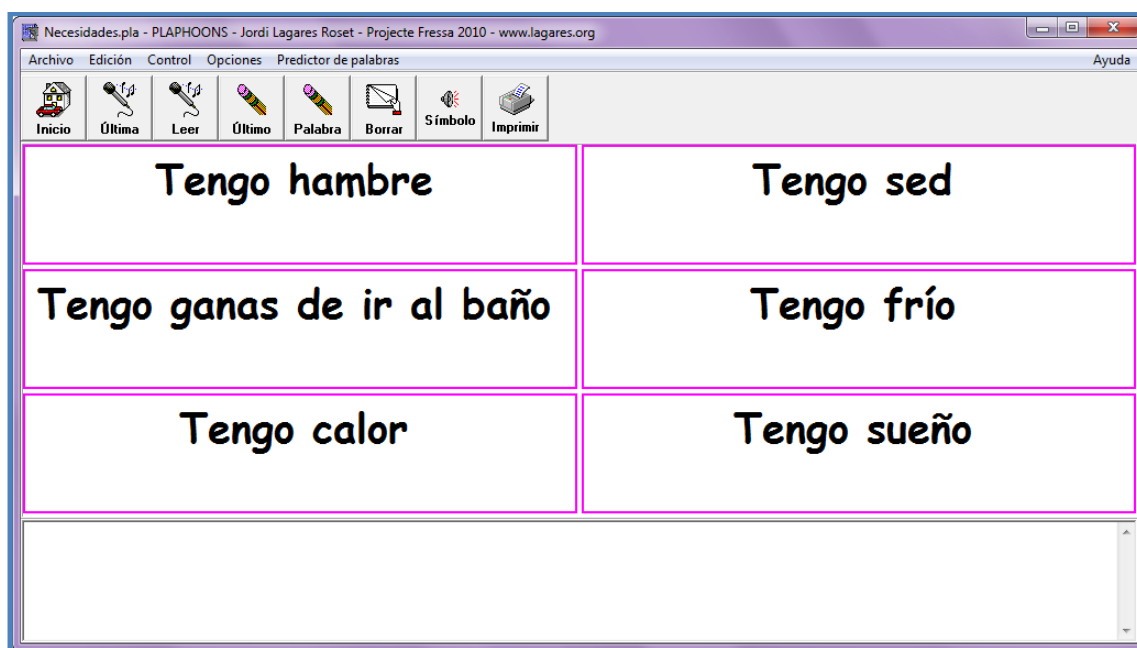 Necesidades.pla - PLAPHOONS - Jordi Lagares Roset - Projecte Fressa 2010 - www.lagares.org
Archivo Edición Control Opciones Predictor de palabras Ayuda
Inicio Última Leer Último Palabra Borrar Símbolo Imprimir
Tengo hambre Tengo sed
Tengo ganas de ir al baño Tengo frío
Tengo calor Tengo sueño